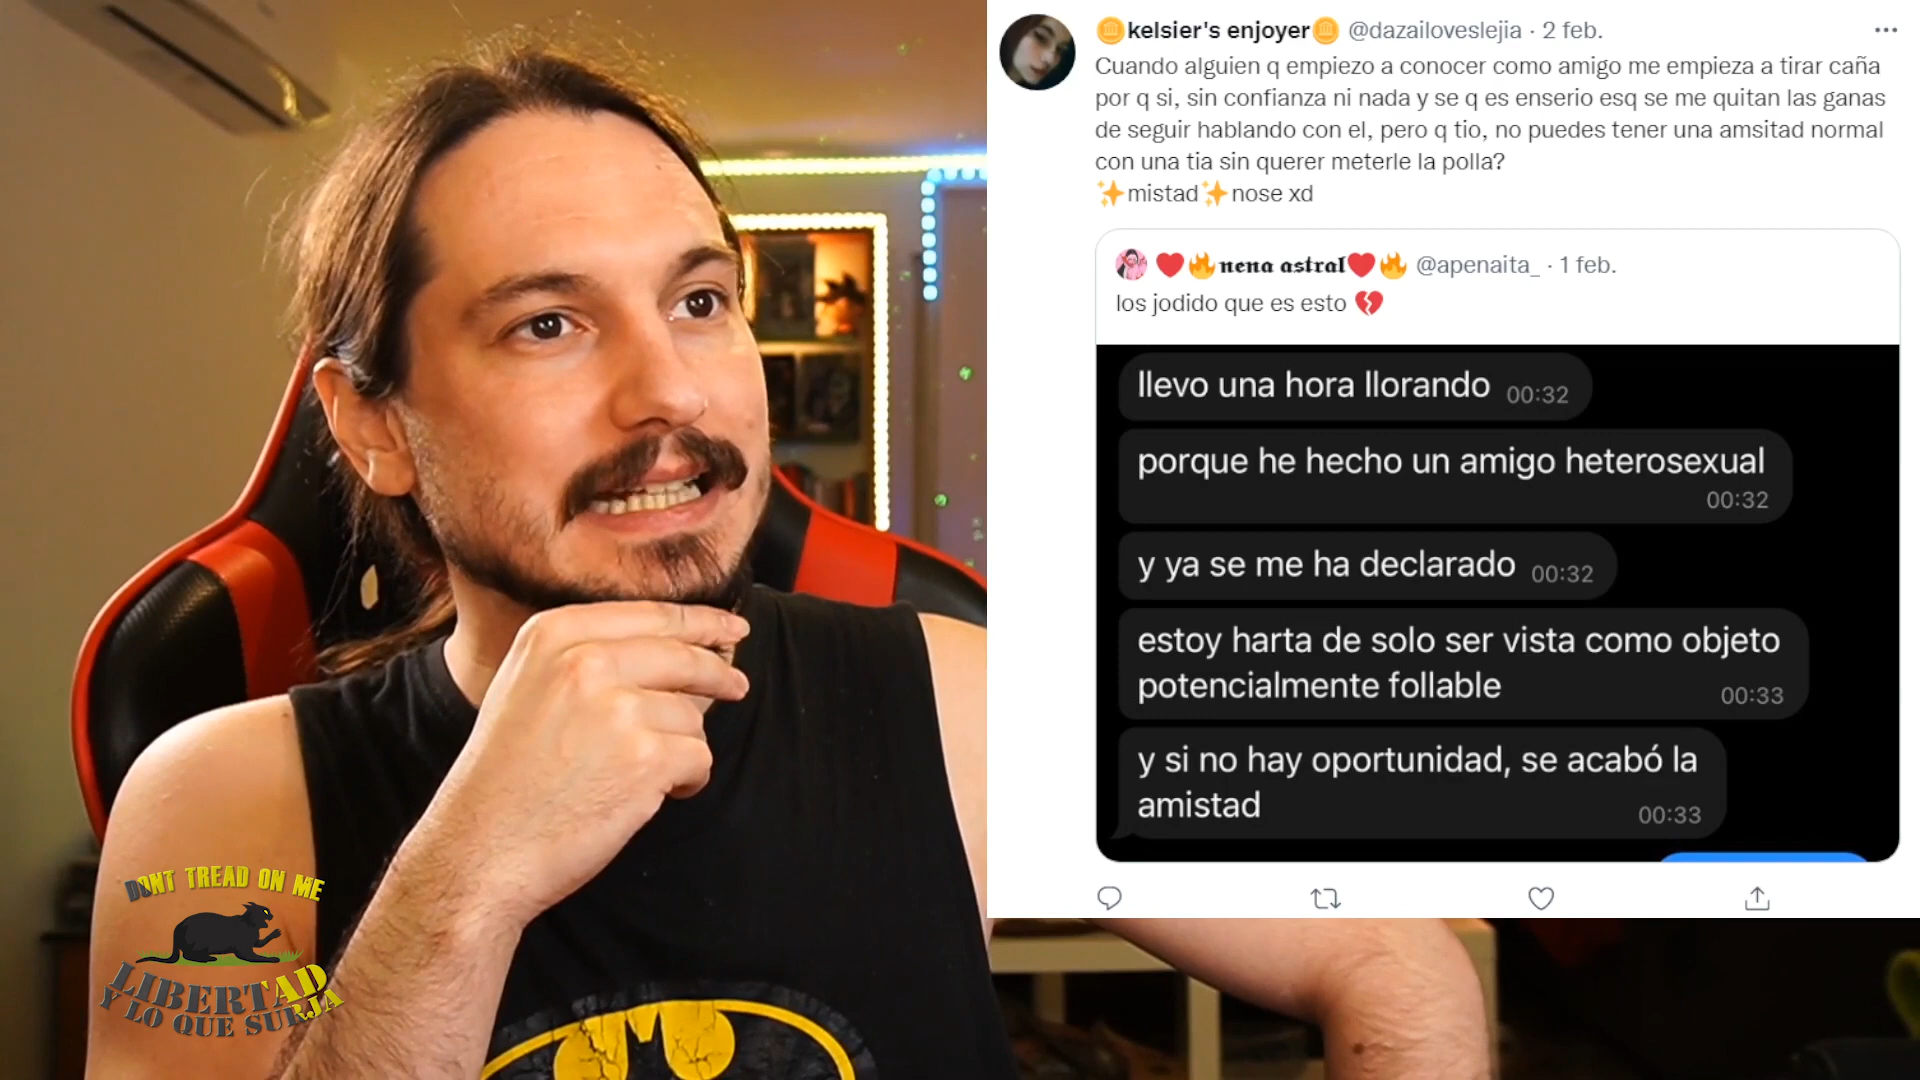 kelsier's enjoyer @dazailoveslejia · 2 feb.
Cuando alguien q empiezo a conocer como amigo me empieza a tirar caña
por q si, sin confianza ni nada y se q es enserio esq se me quitan las ganas
de seguir hablando con el, pero q tio, no puedes tener una amsitad normal
con una tia sin querer meterle la polla?
✨mistad✨nose xd
❤️🔥nena astral❤️🔥 @apenaita_ · 1 feb.
los jodido que es esto 💔
llevo una hora llorando 00:32
porque he hecho un amigo heterosexual
00:32
y ya se me ha declarado 00:32
estoy harta de solo ser vista como objeto
potencialmente follable 00:33
y si no hay oportunidad, se acabó la
amistad 00:33
DONT TREAD ON ME
LIBERTAD
Y LO QUE SURJA